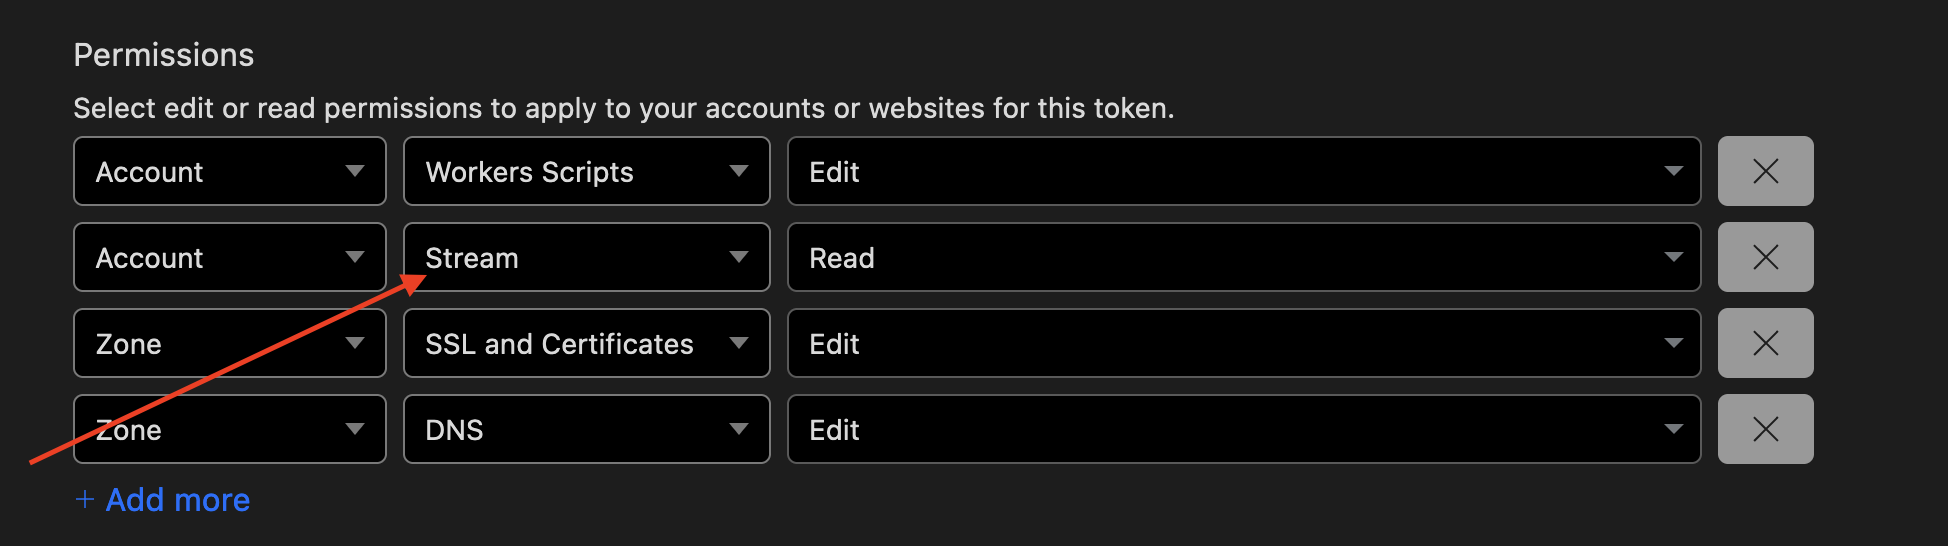 Permissions
Select edit or read permissions to apply to your accounts or websites for this token.
Account Workers Scripts Edit
Account Stream Read
Zone SSL and Certificates Edit
Zone DNS Edit
+ Add more